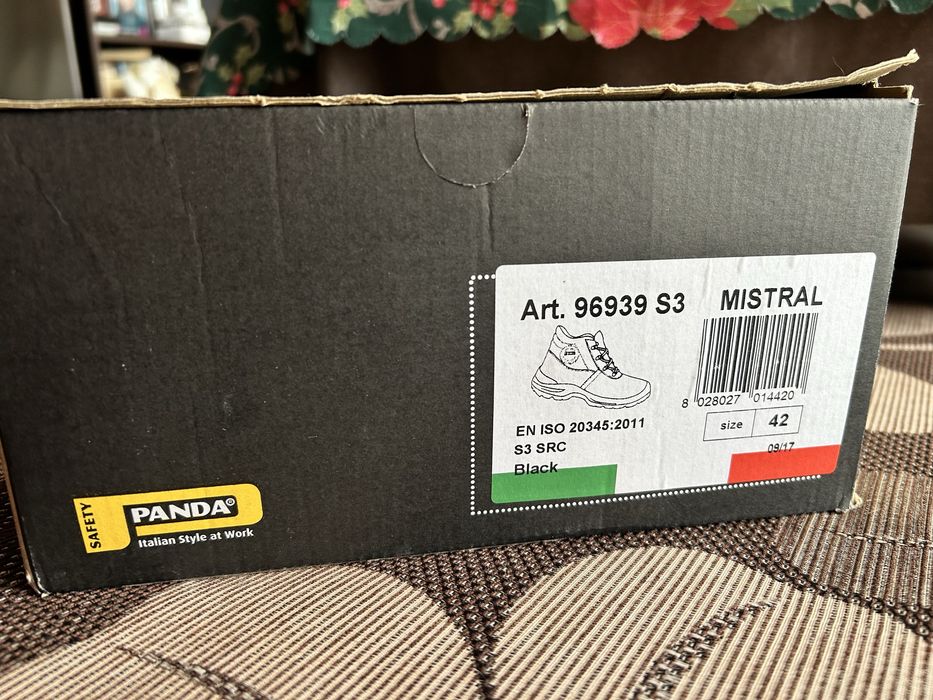 Art. 96939 S3 MISTRAL
8 028027 014420
size 42
EN ISO 20345:2011
S3 SRC
Black
09/17
SAFETY
PANDA®
Italian Style at Work